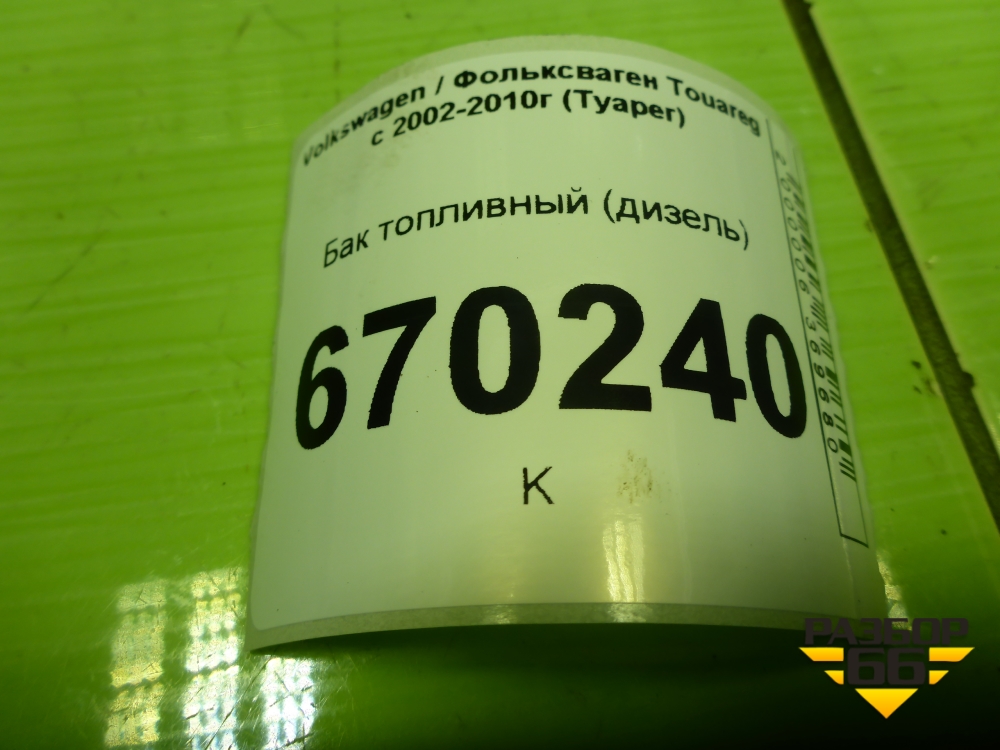 Volkswagen / Фольксваген Touareg
с 2002-2010г (Туарег)
Бак топливный (дизель)
670240
К
РАЗБОР
66